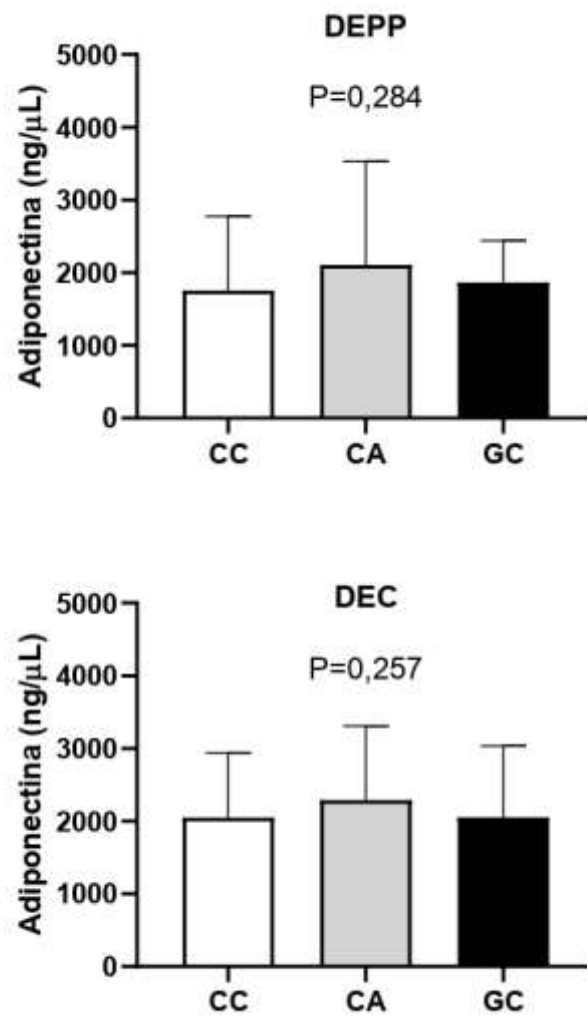 DEPP
P=0,284
Adiponectina (ng/μL)
5000
4000
3000
2000
1000
0
CC CA GC
DEC
P=0,257
Adiponectina (ng/μL)
5000
4000
3000
2000
1000
0
CC CA GC